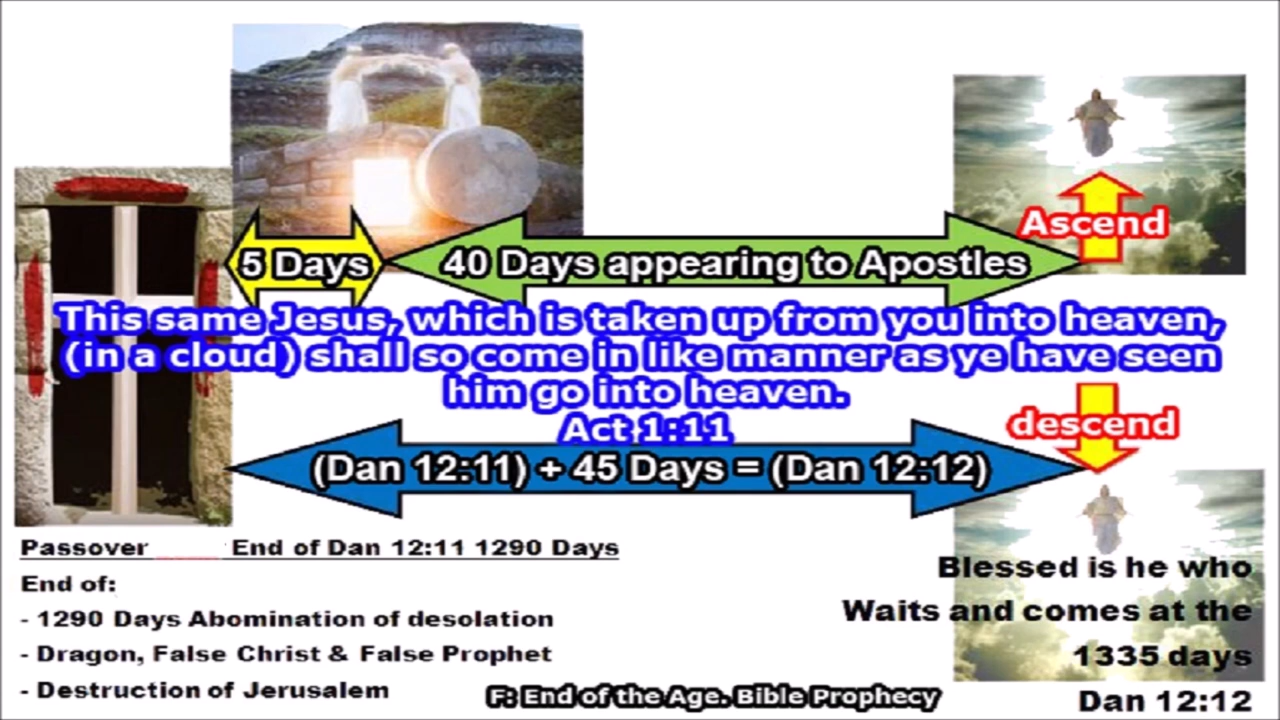 5 Days
40 Days appearing to Apostles
Ascend
This same Jesus, which is taken up from you into heaven,
(in a cloud) shall so come in like manner as ye have seen
him go into heaven.
Act 1:11
descend
(Dan 12:11) + 45 Days = (Dan 12:12)
Passover ____ End of Dan 12:11 1290 Days
End of:
- 1290 Days Abomination of desolation
- Dragon, False Christ & False Prophet
- Destruction of Jerusalem
Blessed is he who
Waits and comes at the
1335 days
Dan 12:12
F: End of the Age. Bible Prophecy